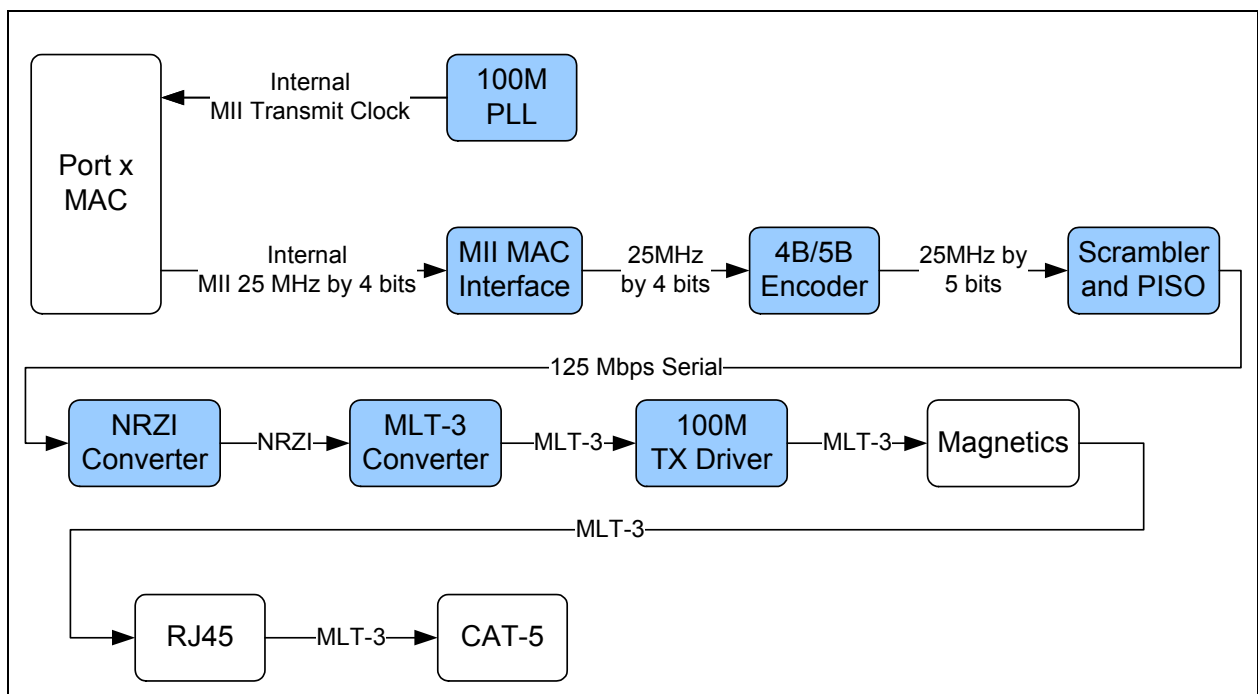 Internal
MII Transmit Clock
100M
PLL
Port x
MAC
Internal
MII 25 MHz by 4 bits
MII MAC
Interface
25MHz
by 4 bits
4B/5B
Encoder
25MHz by
5 bits
Scrambler
and PISO
125 Mbps Serial
NRZI
Converter
NRZI
MLT-3
Converter
MLT-3
100M
TX Driver
MLT-3
Magnetics
MLT-3
RJ45
MLT-3
CAT-5